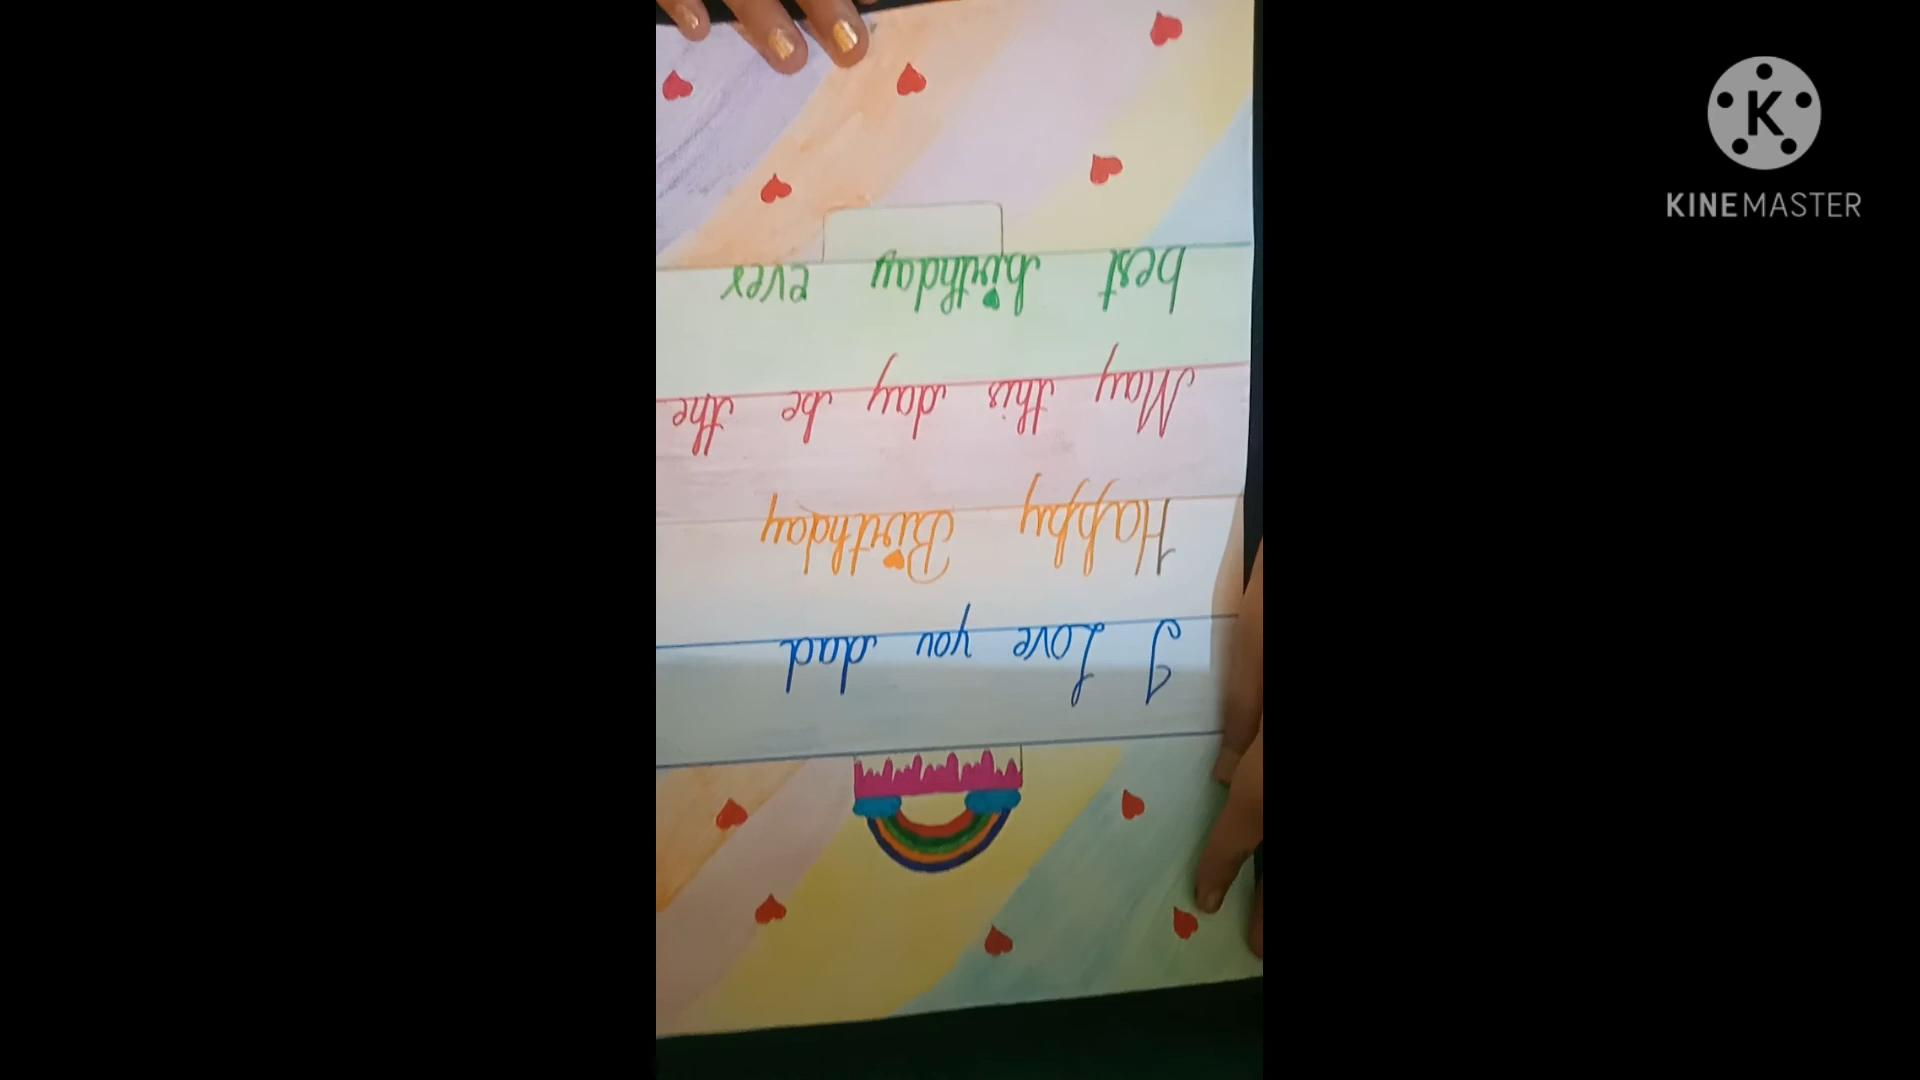 I Love you dad
Happy Birthday
May this day be the
best birthday ever
K
KINEMASTER